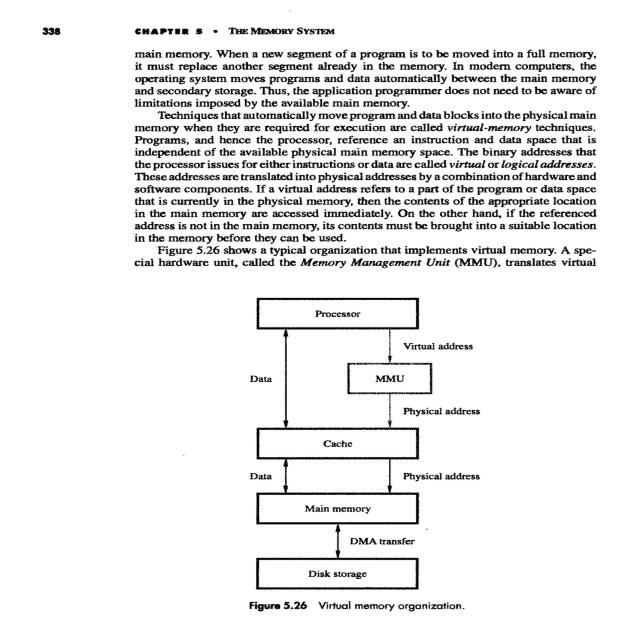 338 CHAPTER 5 • THE MEMORY SYSTEM
main memory. When a new segment of a program is to be moved into a full memory,
it must replace another segment already in the memory. In modern computers, the
operating system moves programs and data automatically between the main memory
and secondary storage. Thus, the application programmer does not need to be aware of
limitations imposed by the available main memory.
Techniques that automatically move program and data blocks into the physical main
memory when they are required for execution are called virtual-memory techniques.
Programs, and hence the processor, reference an instruction and data space that is
independent of the available physical main memory space. The binary addresses that
the processor issues for either instructions or data are called virtual or logical addresses.
These addresses are translated into physical addresses by a combination of hardware and
software components. If a virtual address refers to a part of the program or data space
that is currently in the physical memory, then the contents of the appropriate location
in the main memory are accessed immediately. On the other hand, if the referenced
address is not in the main memory, its contents must be brought into a suitable location
in the memory before they can be used.
Figure 5.26 shows a typical organization that implements virtual memory. A spe-
cial hardware unit, called the Memory Management Unit (MMU), translates virtual
Processor
Virtual address
Data
MMU
Physical address
Cache
Data
Physical address
Main memory
DMA transfer
Disk storage
Figure 5.26 Virtual memory organization.